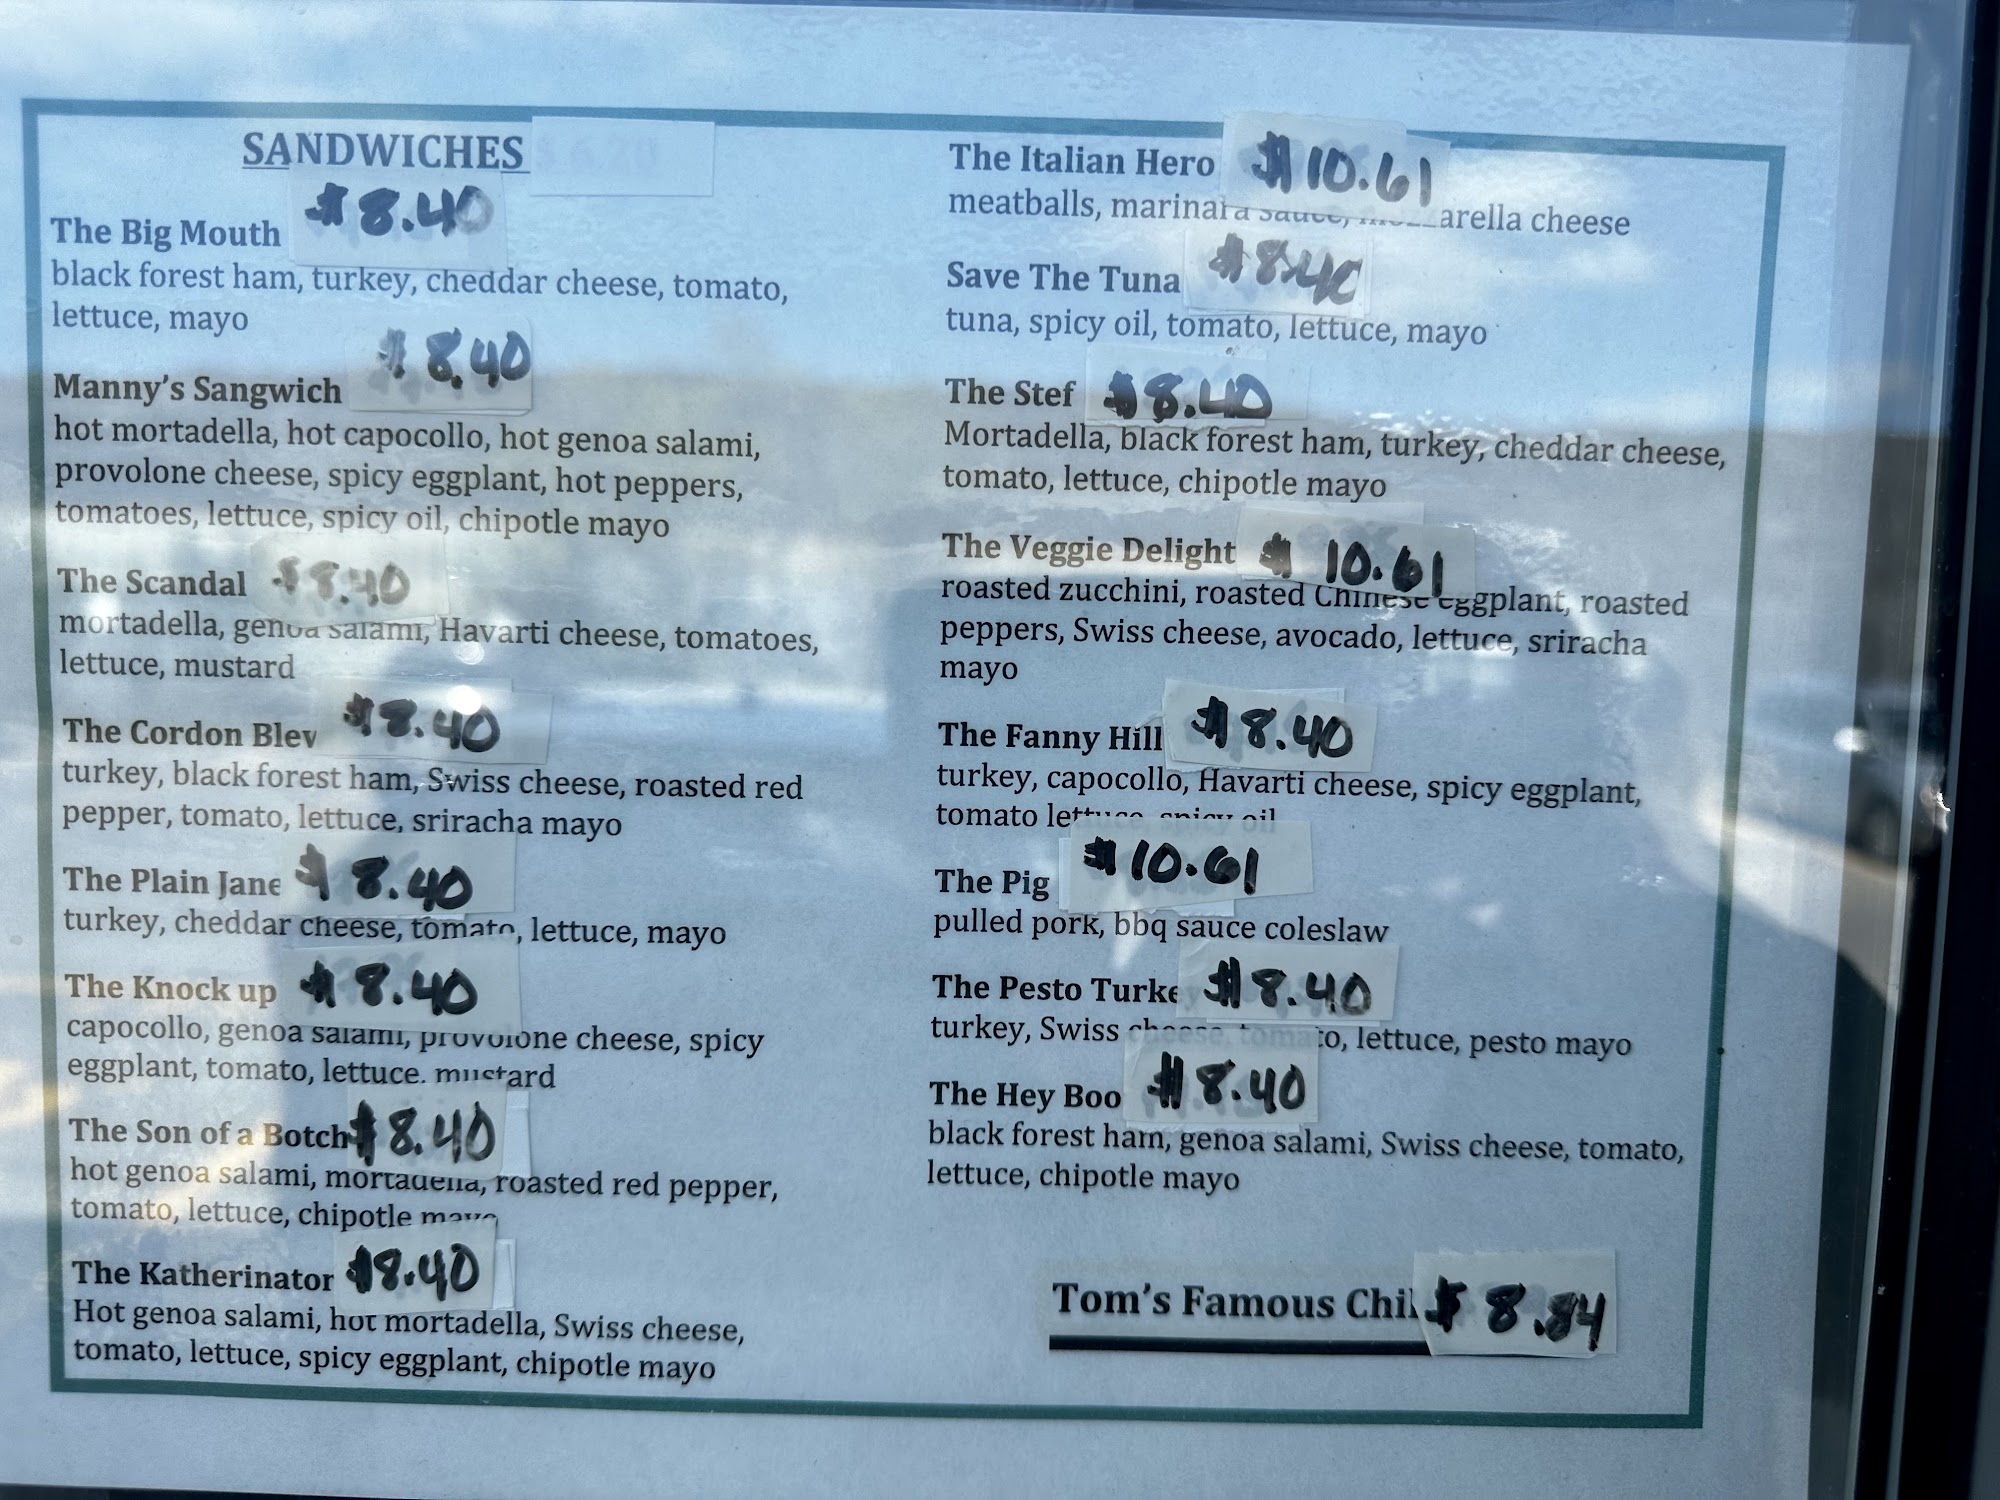 SANDWICHES
The Big Mouth $8.40
black forest ham, turkey, cheddar cheese, tomato,
lettuce, mayo
Manny's Sangwich $8.40
hot mortadella, hot capocollo, hot genoa salami,
provolone cheese, spicy eggplant, hot peppers,
tomatoes, lettuce, spicy oil, chipotle mayo
The Scandal $8.40
mortadella, genoa salami, Havarti cheese, tomatoes,
lettuce, mustard
The Cordon Blev $8.40
turkey, black forest ham, Swiss cheese, roasted red
pepper, tomato, lettuce, sriracha mayo
The Plain Jane $8.40
turkey, cheddar cheese, tomato, lettuce, mayo
The Knock up $8.40
capocollo, genoa salami, provolone cheese, spicy
eggplant, tomato, lettuce, mustard
The Son of a Botch $8.40
hot genoa salami, mortadella, roasted red pepper,
tomato, lettuce, chipotle mayo
The Katherinator $8.40
Hot genoa salami, hot mortadella, Swiss cheese,
tomato, lettuce, spicy eggplant, chipotle mayo
The Italian Hero $10.61
meatballs, marinara sauce, mozzarella cheese
Save The Tuna $8.40
tuna, spicy oil, tomato, lettuce, mayo
The Stef $8.40
Mortadella, black forest ham, turkey, cheddar cheese,
tomato, lettuce, chipotle mayo
The Veggie Delight $10.61
roasted zucchini, roasted Chinese eggplant, roasted
peppers, Swiss cheese, avocado, lettuce, sriracha
mayo
The Fanny Hill $8.40
turkey, capocollo, Havarti cheese, spicy eggplant,
tomato lettuce, spicy oil
The Pig $10.61
pulled pork, bbq sauce coleslaw
The Pesto Turke $8.40
turkey, Swiss cheese, tomato, lettuce, pesto mayo
The Hey Boo $8.40
black forest ham, genoa salami, Swiss cheese, tomato,
lettuce, chipotle mayo
Tom's Famous Chil $8.84